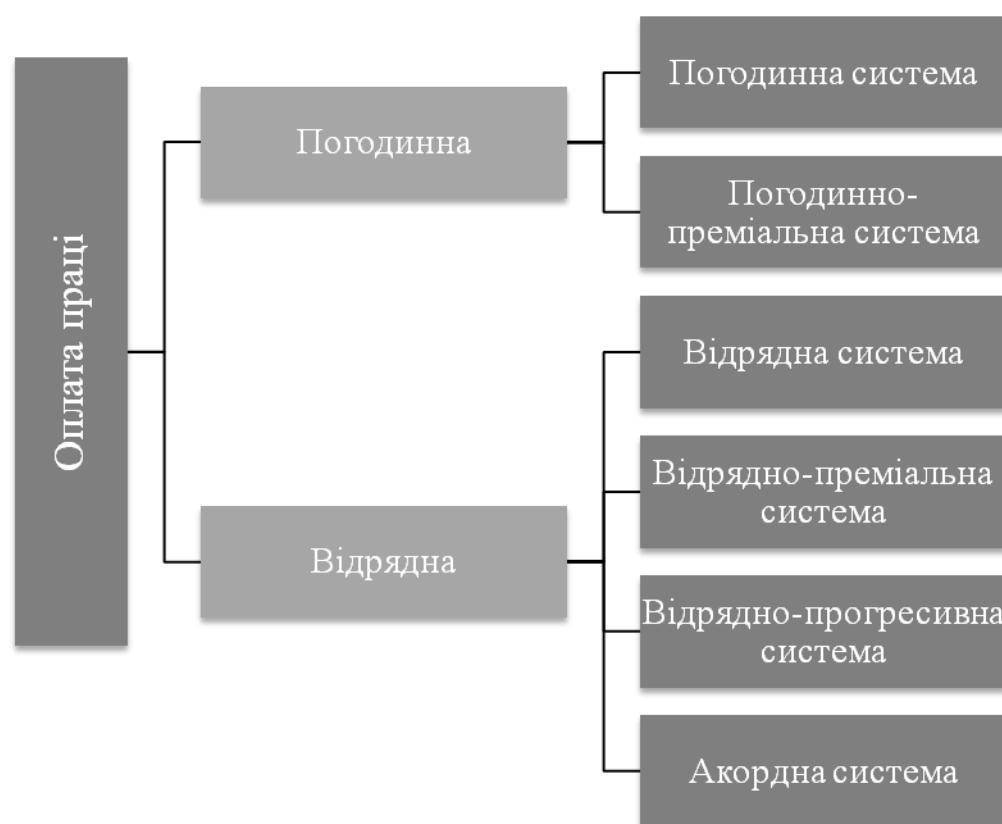 Оплата праці
Погодинна
Погодинна система
Погодинно-
преміальна система
Відрядна
Відрядна система
Відрядно-преміальна
система
Відрядно-прогресивна
система
Акордна система